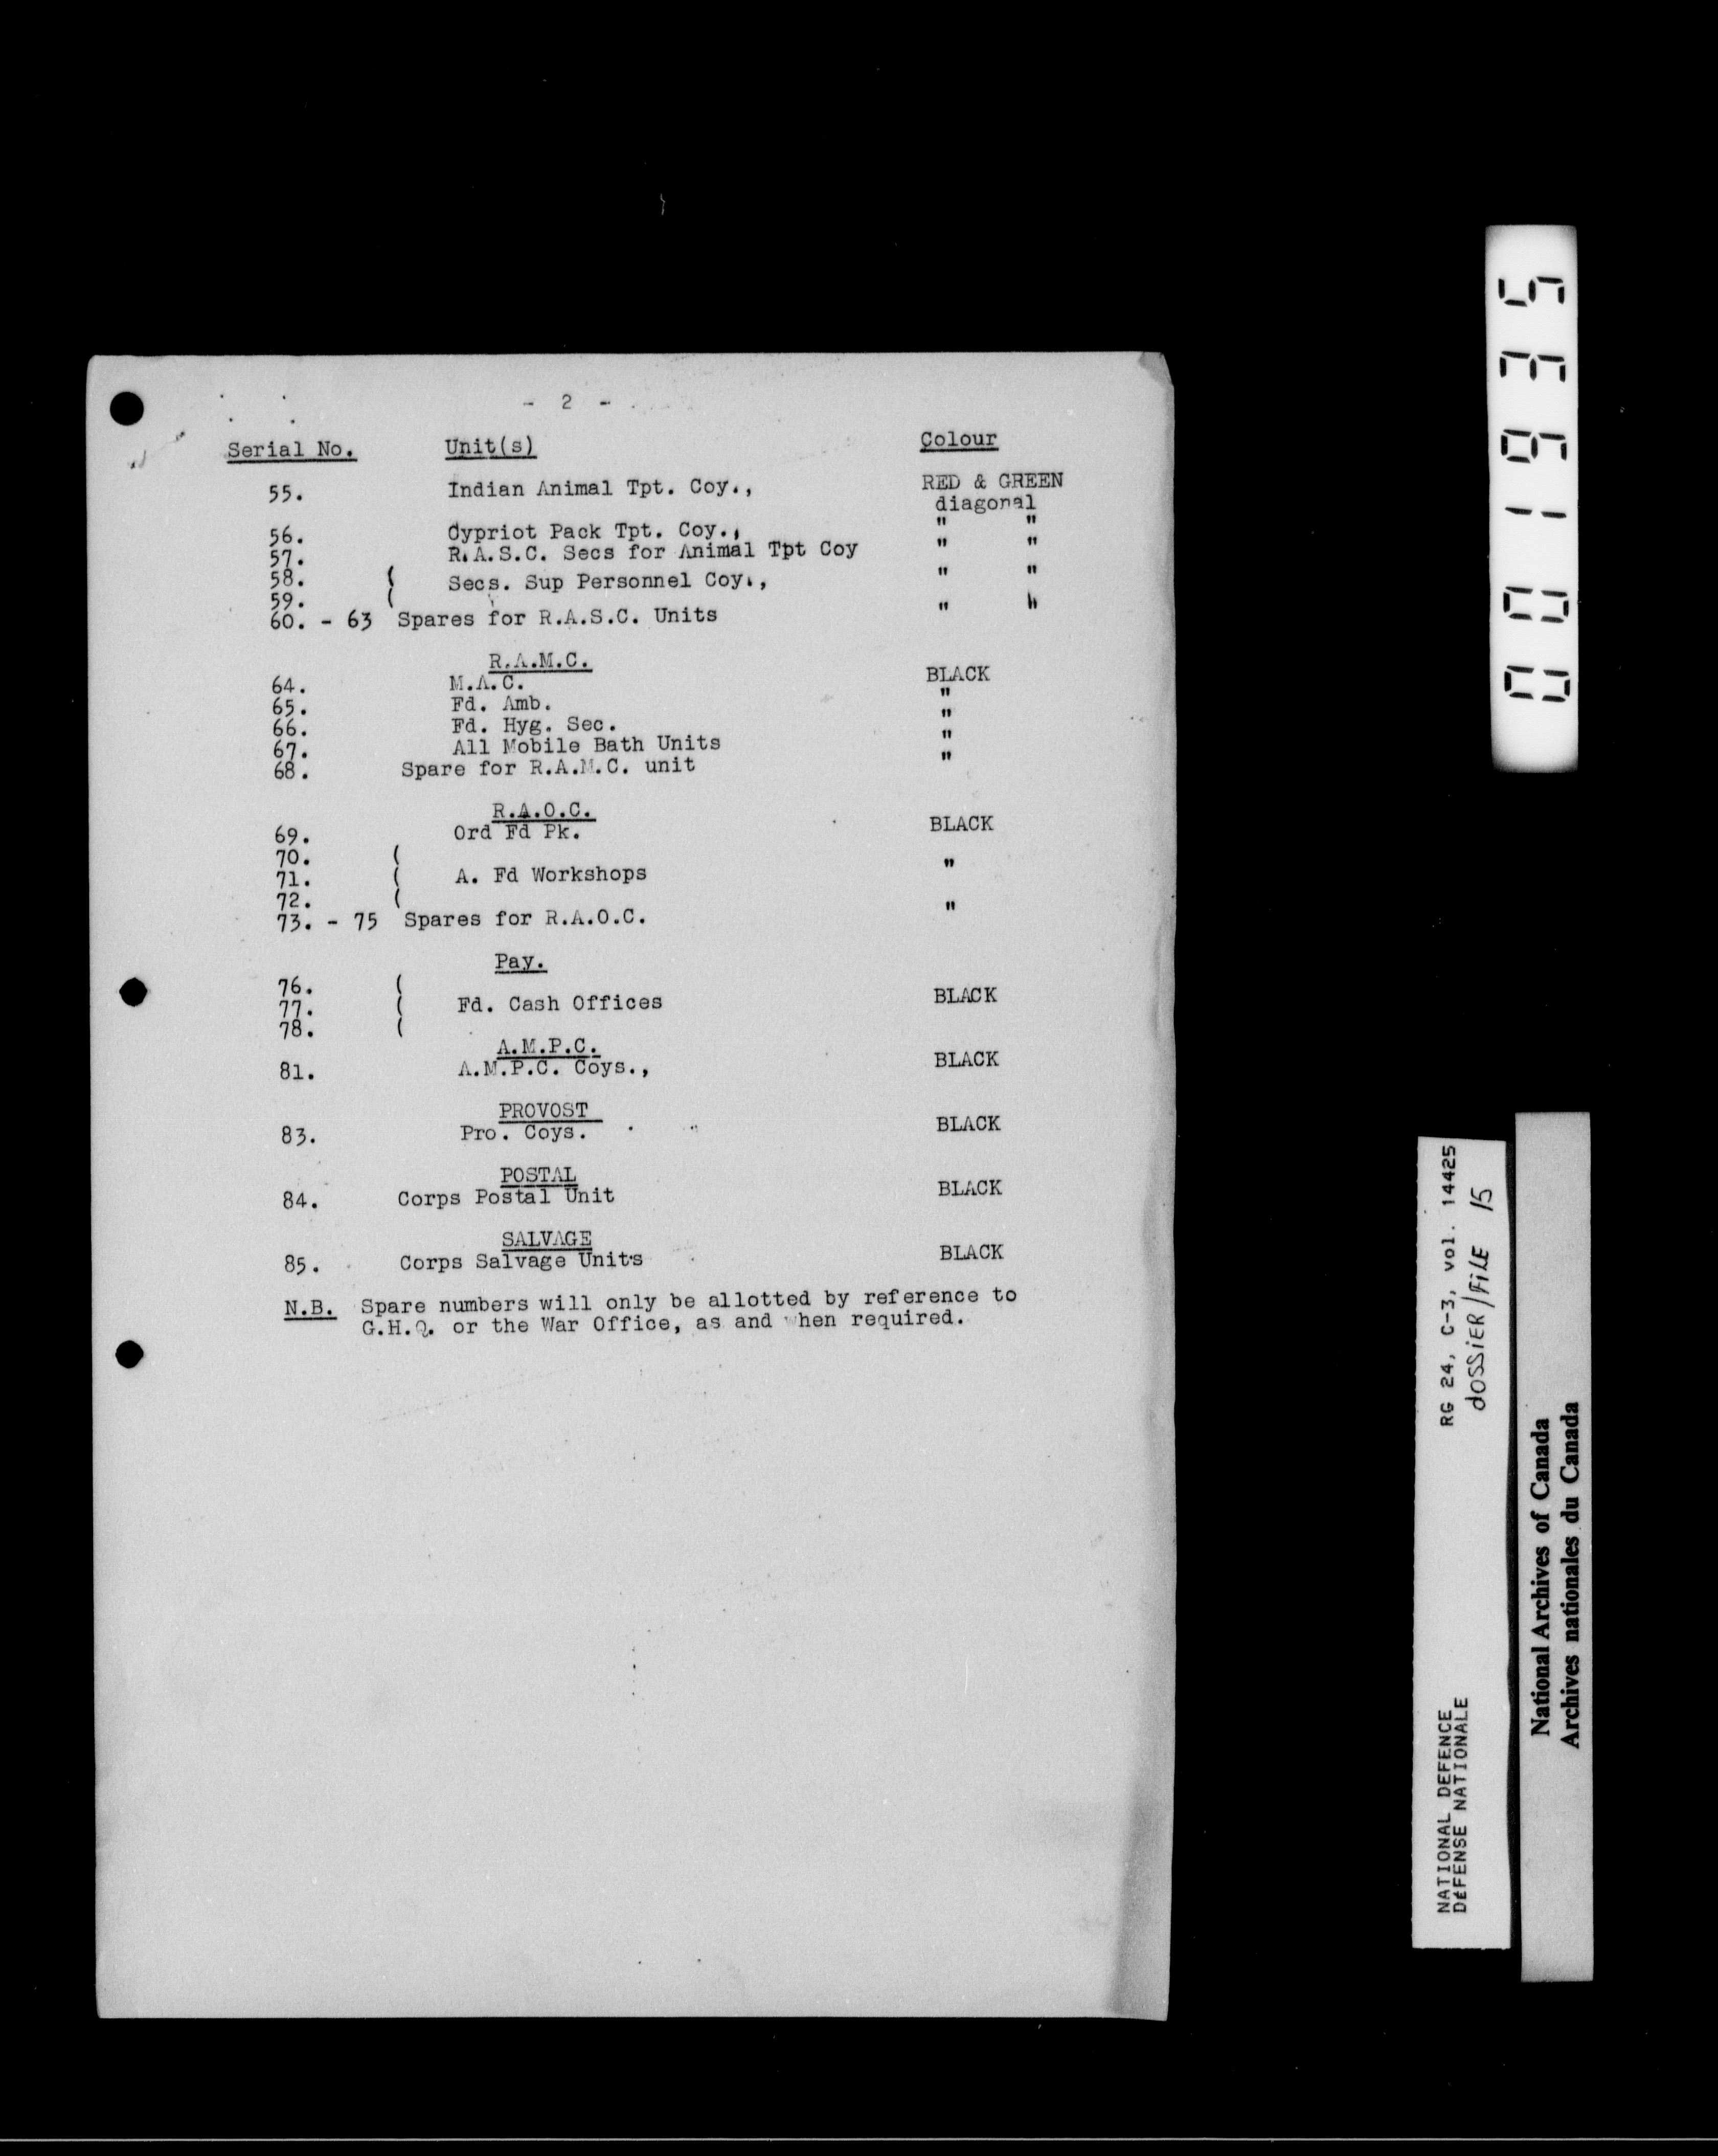 - 2 -
Serial No. Unit(s) Colour
55. Indian Animal Tpt. Coy., RED & GREEN
diagonal
56. Cypriot Pack Tpt. Coy., " "
57. R.A.S.C. Secs for Animal Tpt Coy " "
58. (
Secs. Sup Personnel Coy., " "
59. (
60. - 63 Spares for R.A.S.C. Units " "
R.A.M.C.
64. M.A.C. BLACK
65. Fd. Amb. "
66. Fd. Hyg. Sec. "
67. All Mobile Bath Units "
68. Spare for R.A.M.C. unit "
R.A.O.C.
69. Ord Fd Pk. BLACK
70. (
71. ( A. Fd Workshops "
72. (
73. - 75 Spares for R.A.O.C. "
Pay.
76. (
77. ( Fd. Cash Offices BLACK
78. (
A.M.P.C.
81. A.M.P.C. Coys., BLACK
PROVOST
83. Pro. Coys. BLACK
POSTAL
84. Corps Postal Unit BLACK
SALVAGE
85. Corps Salvage Units BLACK
N.B. Spare numbers will only be allotted by reference to
G.H.Q. or the War Office, as and when required.
0011935
RG 24, C-3, vol. 14425
dOSSiER/FiLE 15
NATIONAL DEFENCE
DÉFENSE NATIONALE
National Archives of Canada
Archives nationales du Canada